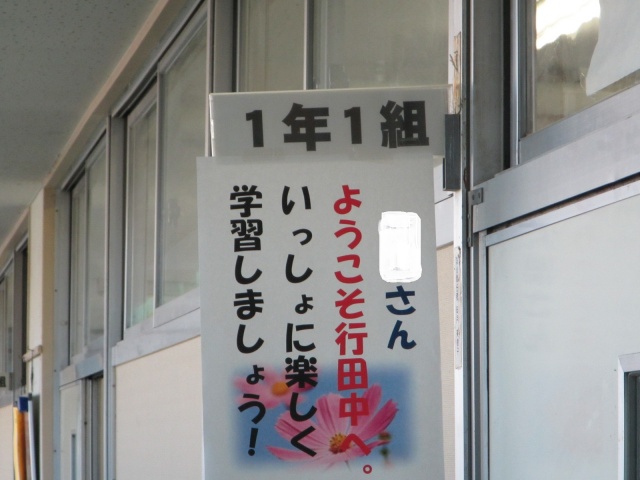 1年1組
さん
ようこそ行田中へ。
いっしょに楽しく
学習しましょう!